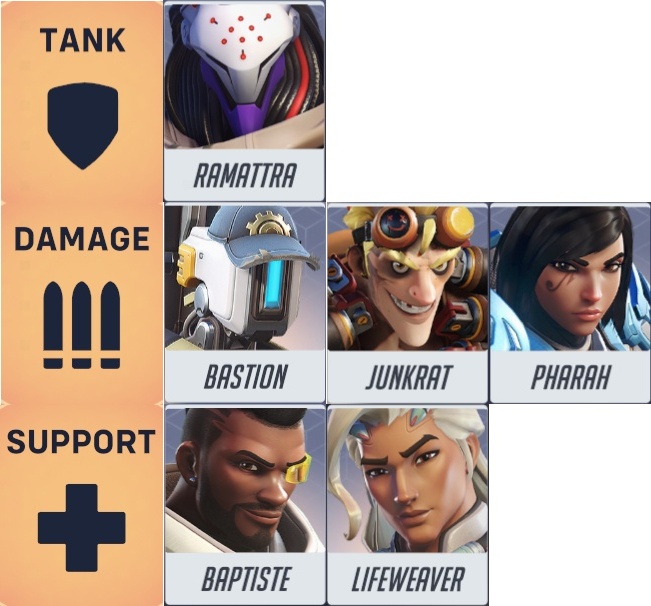 TANK
RAMATTRA
DAMAGE
BASTION
JUNKRAT
PHARAH
SUPPORT
BAPTISTE
LIFEWEAVER